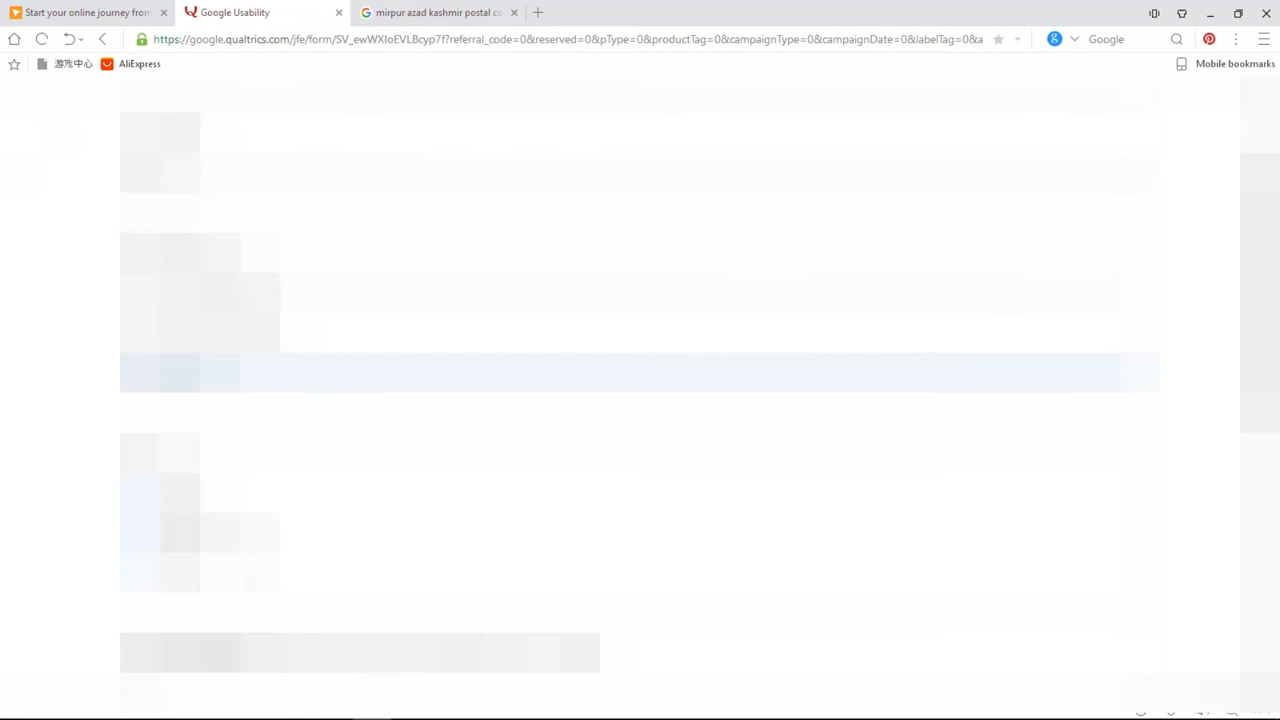 Start your online journey from
Google Usability
mirpur azad kashmir postal co
https://google.qualtrics.com/jfe/form/SV_ewWXIoEVLBcyp7f?referral_code=0&reserved=0&pType=0&productTag=0&campaignType=0&campaignDate=0&labelTag=0&a
Google
游戏中心
AliExpress
Mobile bookmarks